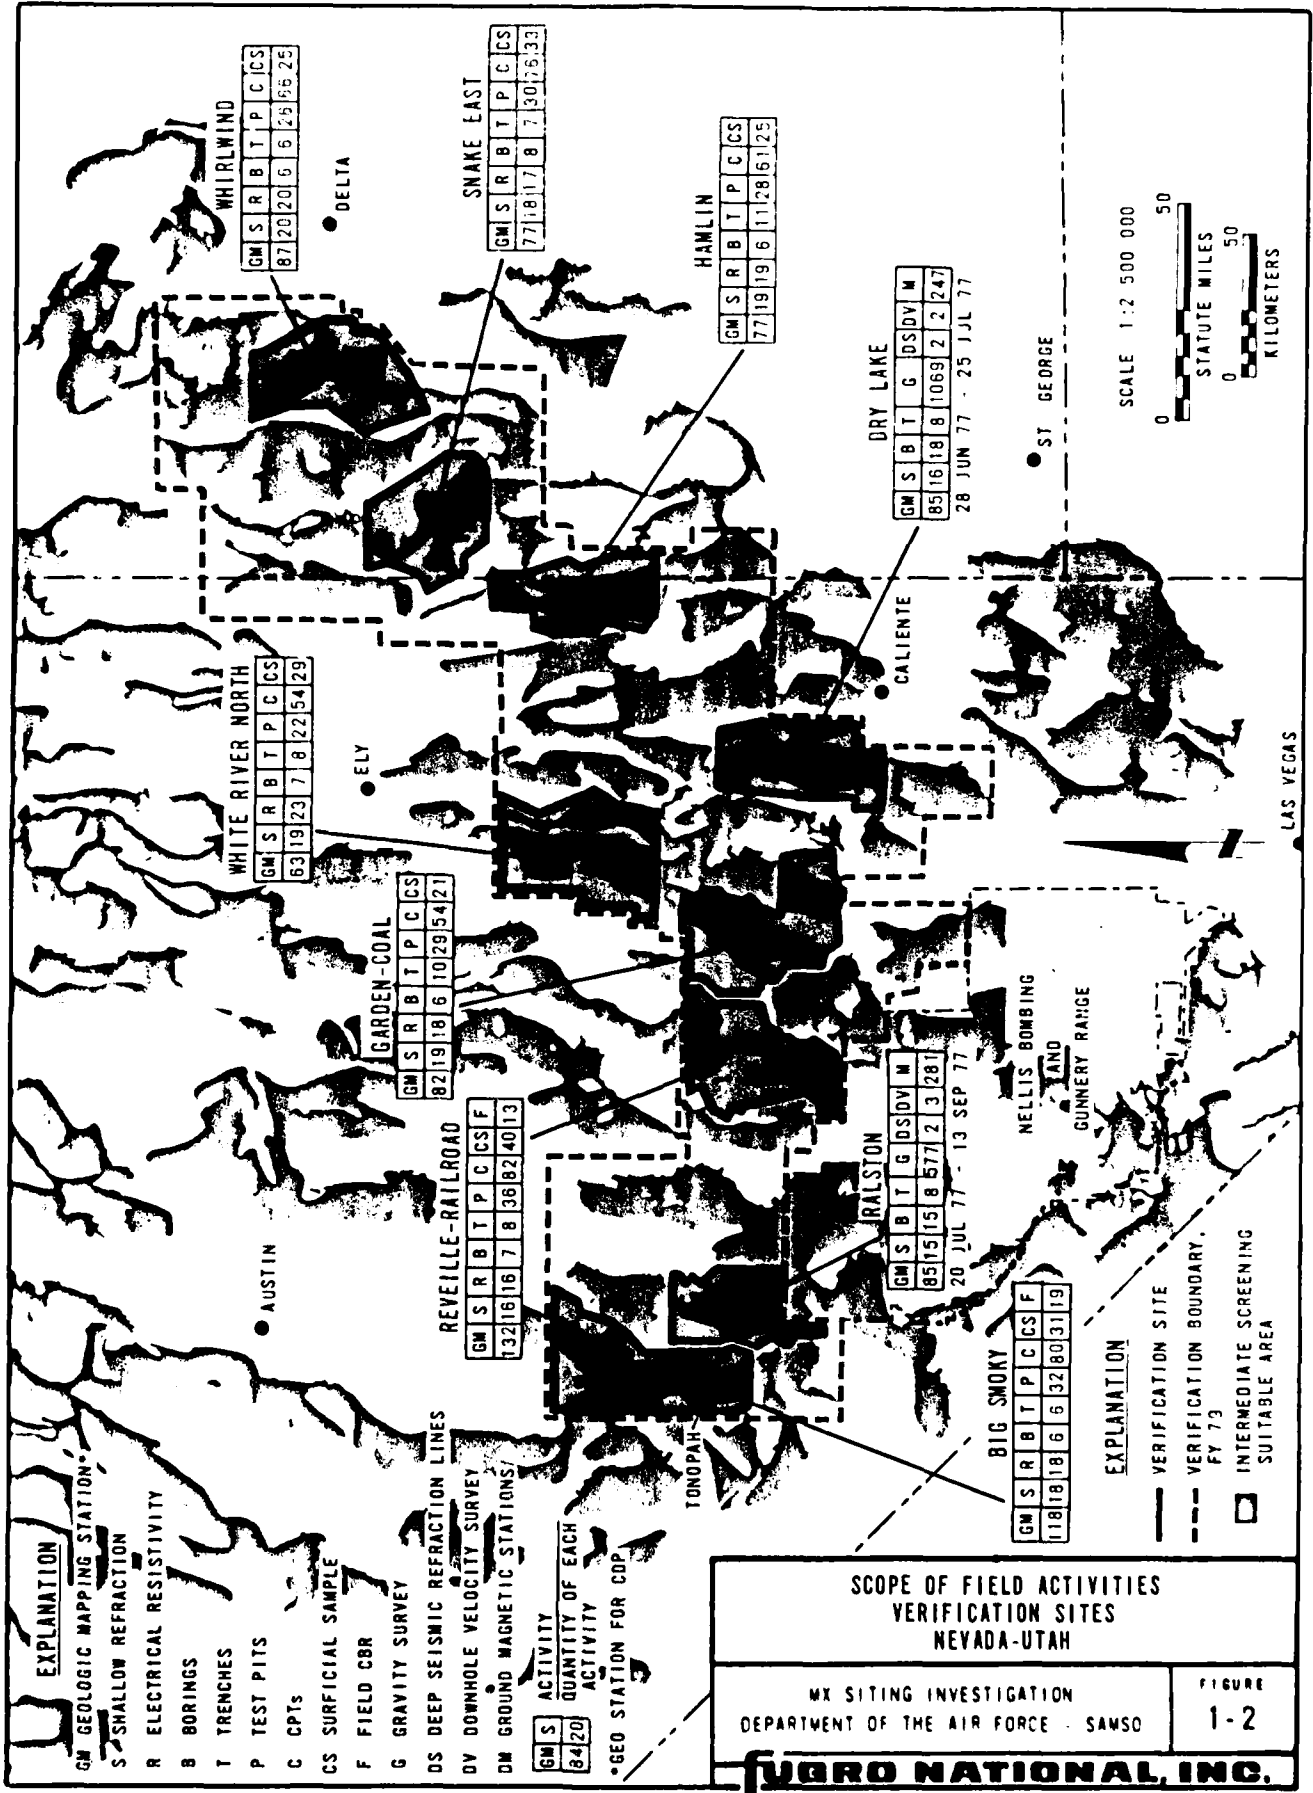 EXPLANATION
GM GEOLOGIC MAPPING STATION*
S SHALLOW REFRACTION
R ELECTRICAL RESISTIVITY
B BORINGS
T TRENCHES
P TEST PITS
C CPTs
CS SURFICIAL SAMPLE
F FIELD CBR
G GRAVITY SURVEY
DS DEEP SEISMIC REFRACTION LINES
DV DOWNHOLE VELOCITY SURVEY
DM GROUND MAGNETIC STATIONS
GM S ACTIVITY
84 20 QUANTITY OF EACH ACTIVITY
*GEO STATION FOR CDP
WHIRLWIND
GM S R B T P C CS
87 20 20 6 6 26 66 25
DELTA
SNAKE EAST
GM S R B T P C CS
77 18 17 8 7 30 76 33
HAMLIN
GM S R B T P C CS
77 19 19 6 11 28 61 25
DRY LAKE
GM S B T G DS DV M
85 16 18 8 1069 2 2 247
28 JUN 77 - 25 JUL 77
WHITE RIVER NORTH
GM S R B T P C CS
63 19 23 7 8 22 54 29
ELY
GARDEN-COAL
GM S R B T P C CS
82 19 18 6 10 29 54 21
REVEILLE-RAILROAD
GM S R B T P C CS F
132 16 16 7 8 36 82 40 13
AUSTIN
RALSTON
GM S B T G DS DV M
85 15 15 8 577 2 3 281
20 JUL 77 - 13 SEP 77
BIG SMOKY
GM S R B T P C CS F
118 18 18 6 6 32 80 31 19
TONOPAH
CALIENTE
ST GEORGE
LAS VEGAS
NELLIS BOMBING
AND
GUNNERY RANGE
SCALE 1:2 500 000
0 50
STATUTE MILES
0 50
KILOMETERS
EXPLANATION
VERIFICATION SITE
VERIFICATION BOUNDARY,
FY 79
INTERMEDIATE SCREENING
SUITABLE AREA
SCOPE OF FIELD ACTIVITIES
VERIFICATION SITES
NEVADA-UTAH
MX SITING INVESTIGATION
DEPARTMENT OF THE AIR FORCE - SAMSO
FIGURE
1-2
FUGRO NATIONAL, INC.